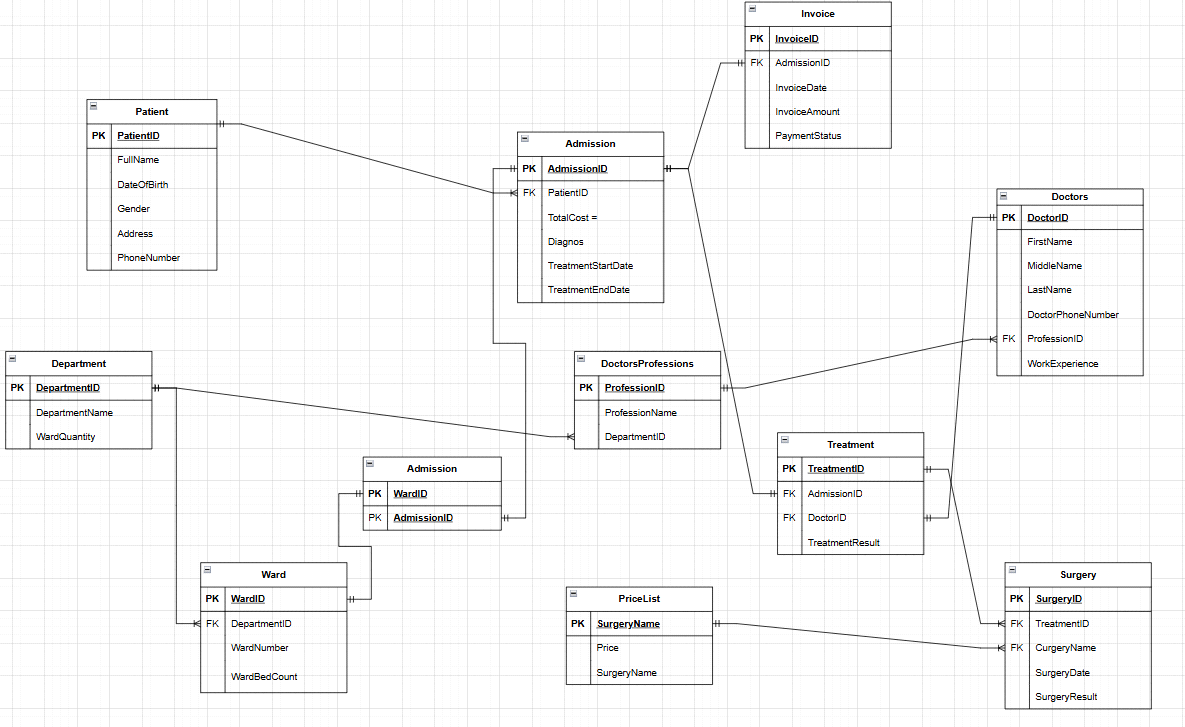 Invoice
PK InvoiceID
FK AdmissionID
InvoiceDate
InvoiceAmount
PaymentStatus
Patient
PK PatientID
FullName
DateOfBirth
Gender
Address
PhoneNumber
Admission
PK AdmissionID
FK PatientID
TotalCost =
Diagnos
TreatmentStartDate
TreatmentEndDate
Doctors
PK DoctorID
FirstName
MiddleName
LastName
DoctorPhoneNumber
FK ProfessionID
WorkExperience
Department
PK DepartmentID
DepartmentName
WardQuantity
DoctorsProfessions
PK ProfessionID
ProfessionName
DepartmentID
Treatment
PK TreatmentID
FK AdmissionID
FK DoctorID
TreatmentResult
Admission
PK WardID
PK AdmissionID
Ward
PK WardID
FK DepartmentID
WardNumber
WardBedCount
PriceList
PK SurgeryName
Price
SurgeryName
Surgery
PK SurgeryID
FK TreatmentID
FK CurgeryName
SurgeryDate
SurgeryResult